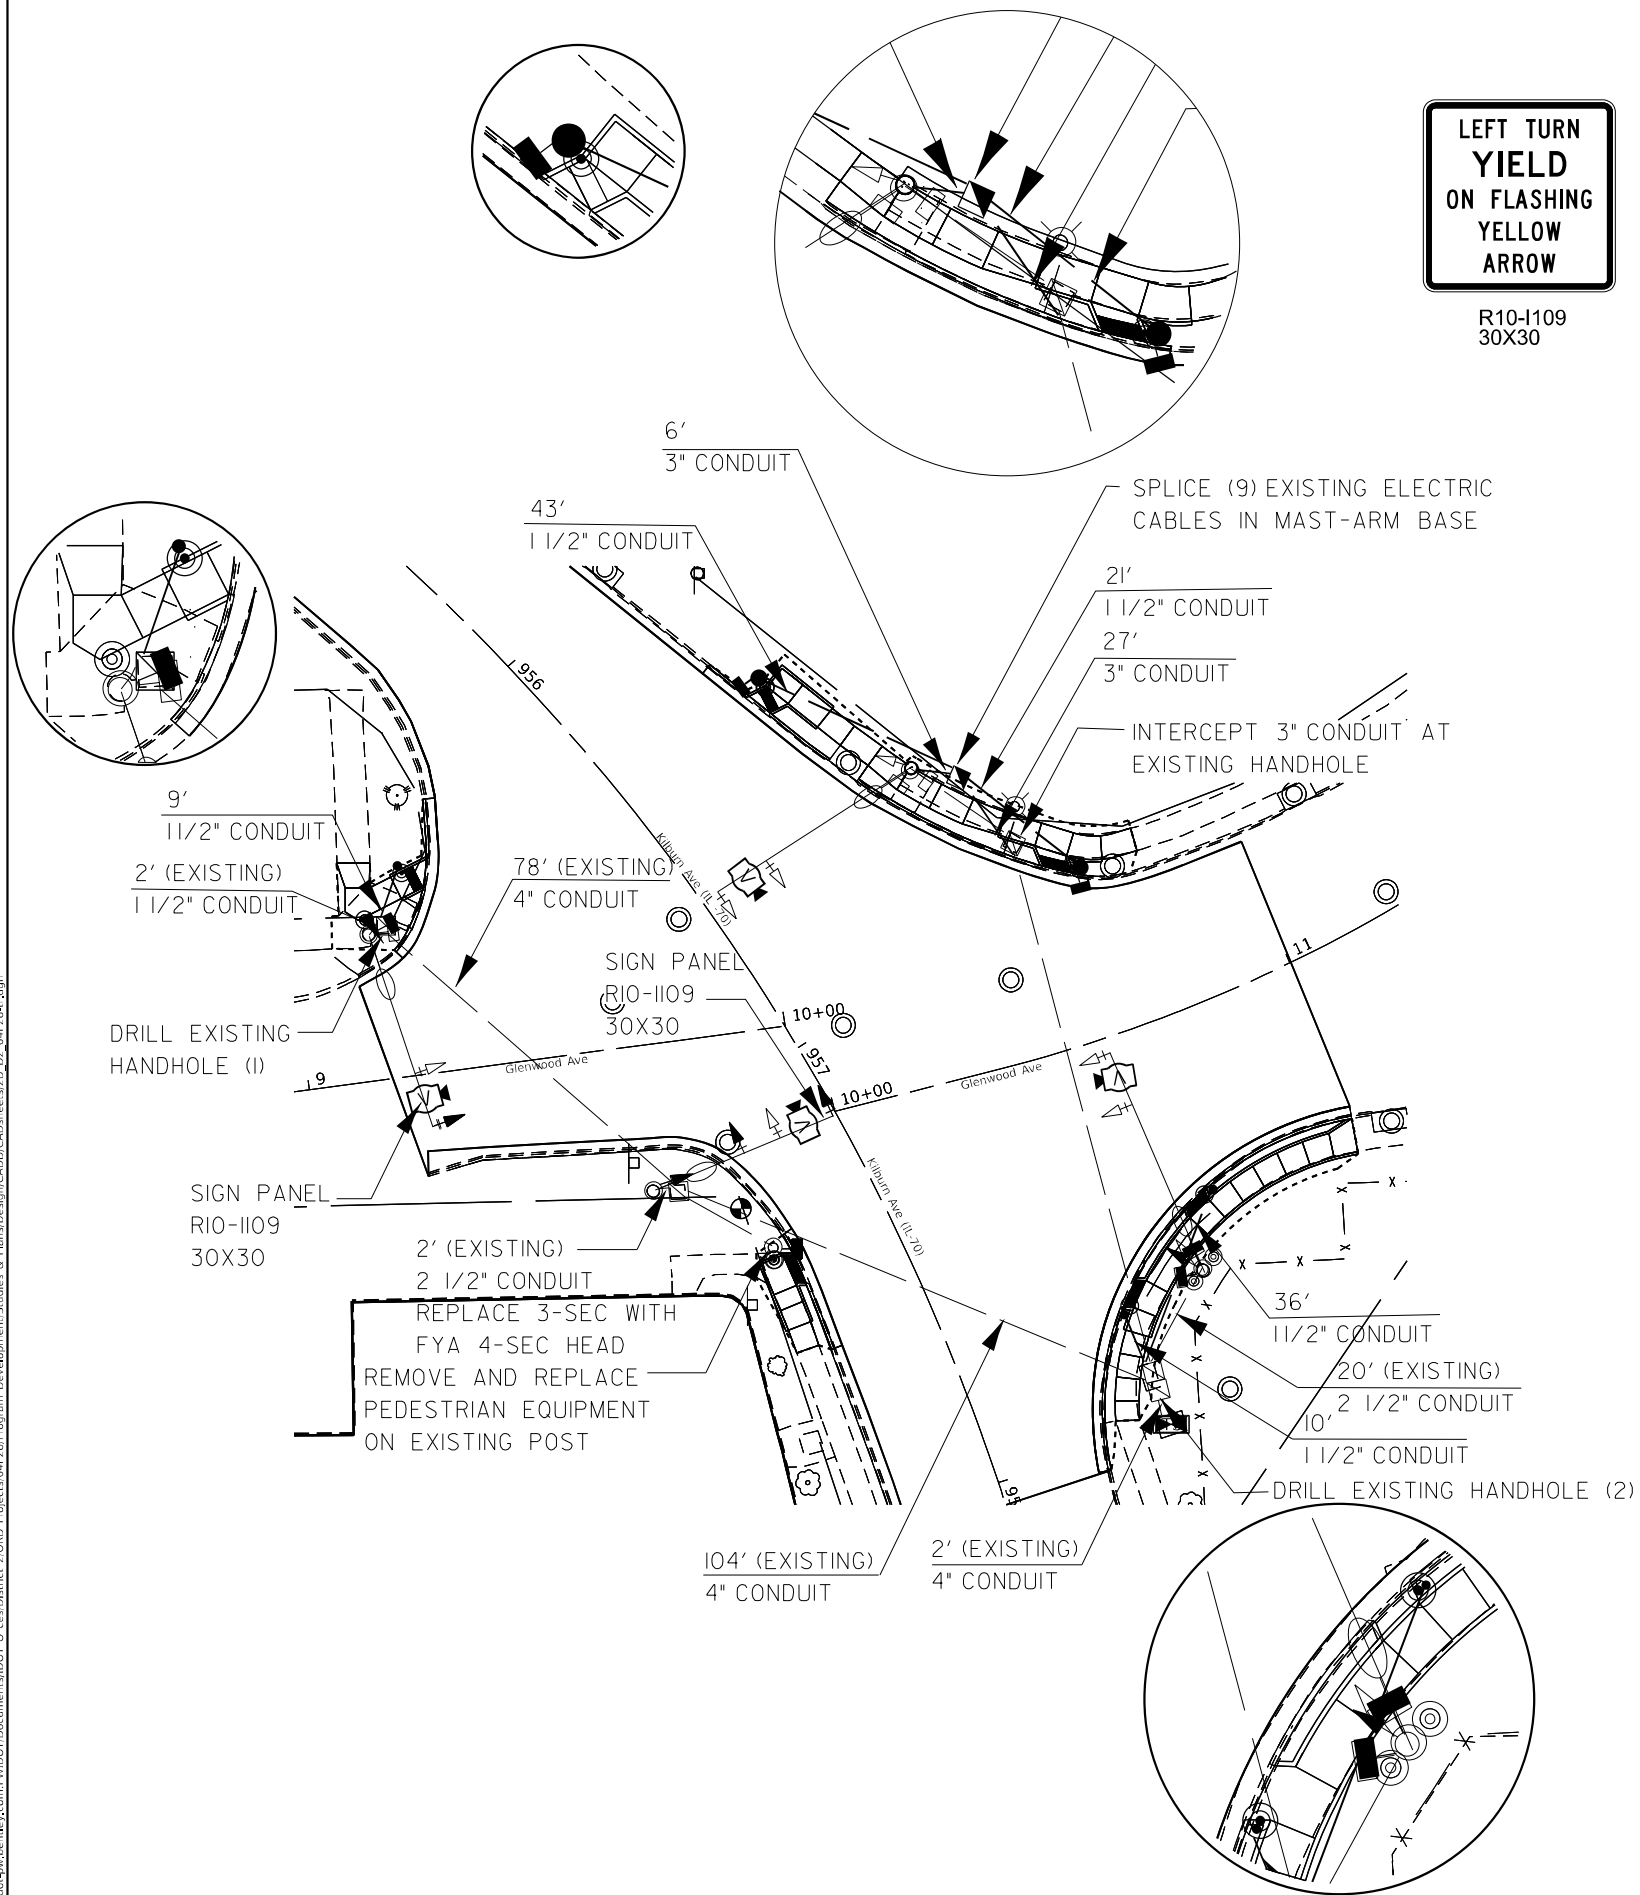 LEFT TURN
YIELD
ON FLASHING
YELLOW
ARROW
R10-I109
30X30
6'
3" CONDUIT
SPLICE (9) EXISTING ELECTRIC
CABLES IN MAST-ARM BASE
43'
1 1/2" CONDUIT
21'
1 1/2" CONDUIT
27'
3" CONDUIT
INTERCEPT 3" CONDUIT AT
EXISTING HANDHOLE
956
9'
1 1/2" CONDUIT
2' (EXISTING)
1 1/2" CONDUIT
78' (EXISTING)
4" CONDUIT
Kilburn Ave (IL-70)
SIGN PANEL
R10-I109
30X30
11
10+00
957
10+00
DRILL EXISTING
HANDHOLE (1)
9
Glenwood Ave
Glenwood Ave
Kilburn Ave (IL-70)
SIGN PANEL
R10-I109
30X30
2' (EXISTING)
2 1/2" CONDUIT
REPLACE 3-SEC WITH
FYA 4-SEC HEAD
REMOVE AND REPLACE
PEDESTRIAN EQUIPMENT
ON EXISTING POST
36'
1 1/2" CONDUIT
20' (EXISTING)
2 1/2" CONDUIT
10'
1 1/2" CONDUIT
DRILL EXISTING HANDHOLE (2)
104' (EXISTING)
4" CONDUIT
2' (EXISTING)
4" CONDUIT